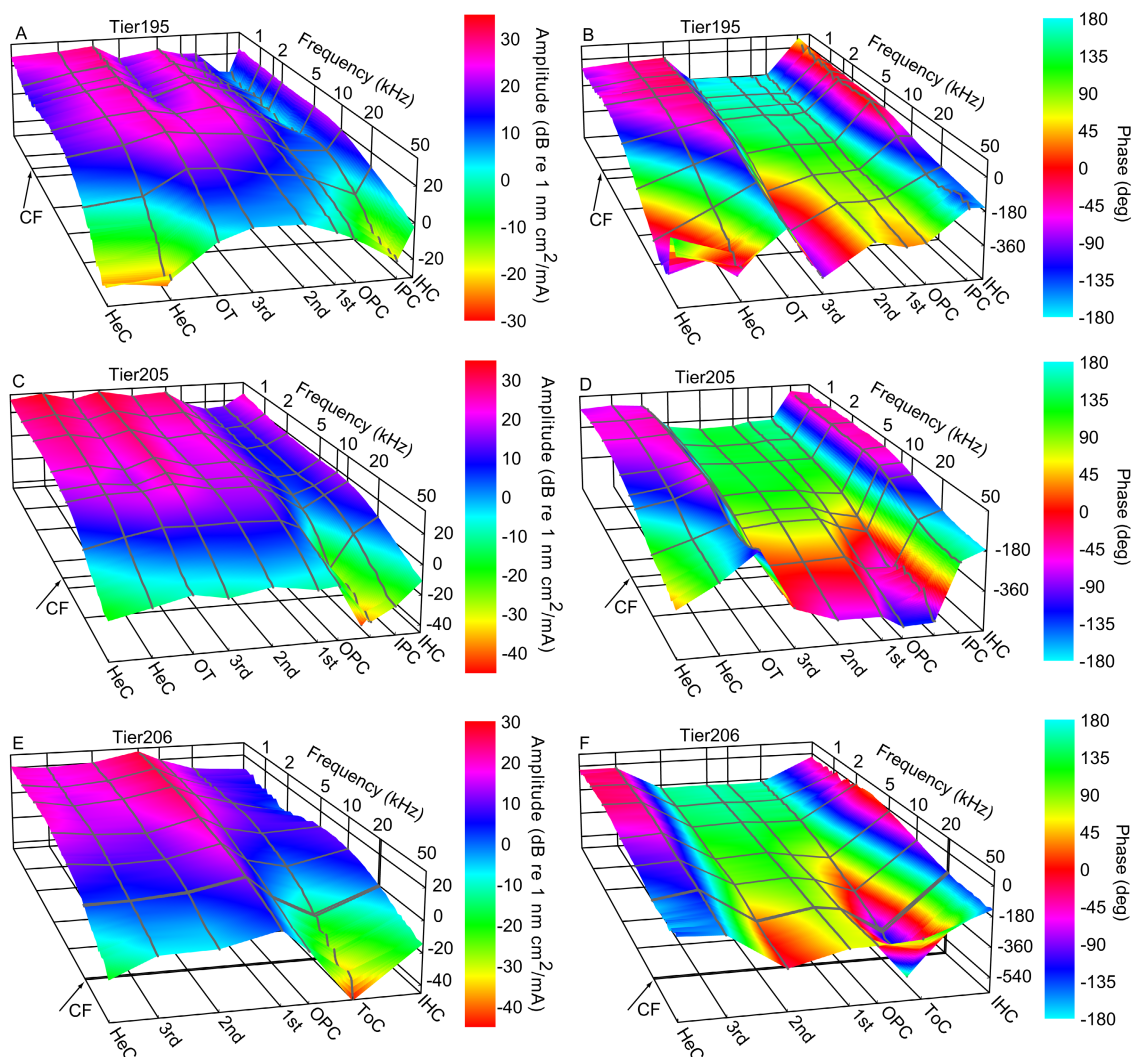 A
Tier195
1
2
5
10
20
50
Frequency (kHz)
20
0
-20
CF
HeC
HeC
OT
3rd
2nd
1st
OPC
IPC
IHC
30
20
10
0
-10
-20
-30
Amplitude (dB re 1 nm cm²/mA)
B
Tier195
1
2
5
10
20
50
Frequency (kHz)
0
-180
-360
CF
HeC
HeC
OT
3rd
2nd
1st
OPC
IPC
IHC
180
135
90
45
0
-45
-90
-135
-180
Phase (deg)
C
Tier205
1
2
5
10
20
50
Frequency (kHz)
20
0
-20
-40
CF
HeC
HeC
OT
3rd
2nd
1st
OPC
IPC
IHC
30
20
10
0
-10
-20
-30
-40
Amplitude (dB re 1 nm cm²/mA)
D
Tier205
1
2
5
10
20
50
Frequency (kHz)
-180
-360
CF
HeC
HeC
OT
3rd
2nd
1st
OPC
IPC
IHC
180
135
90
45
0
-45
-90
-135
-180
Phase (deg)
E
Tier206
1
2
5
10
20
50
Frequency (kHz)
20
0
-20
-40
CF
HeC
3rd
2nd
1st
OPC
ToC
IHC
30
20
10
0
-10
-20
-30
-40
Amplitude (dB re 1 nm cm²/mA)
F
Tier206
1
2
5
10
20
50
Frequency (kHz)
0
-180
-360
-540
CF
HeC
3rd
2nd
1st
OPC
ToC
IHC
180
135
90
45
0
-45
-90
-135
-180
Phase (deg)